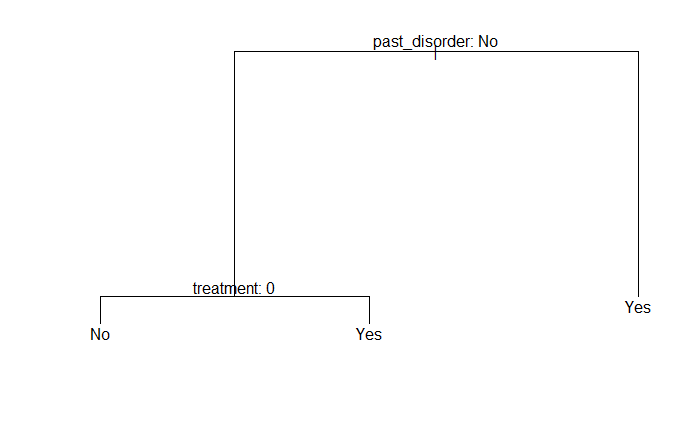 past_disorder: No
treatment: 0
Yes
No
Yes